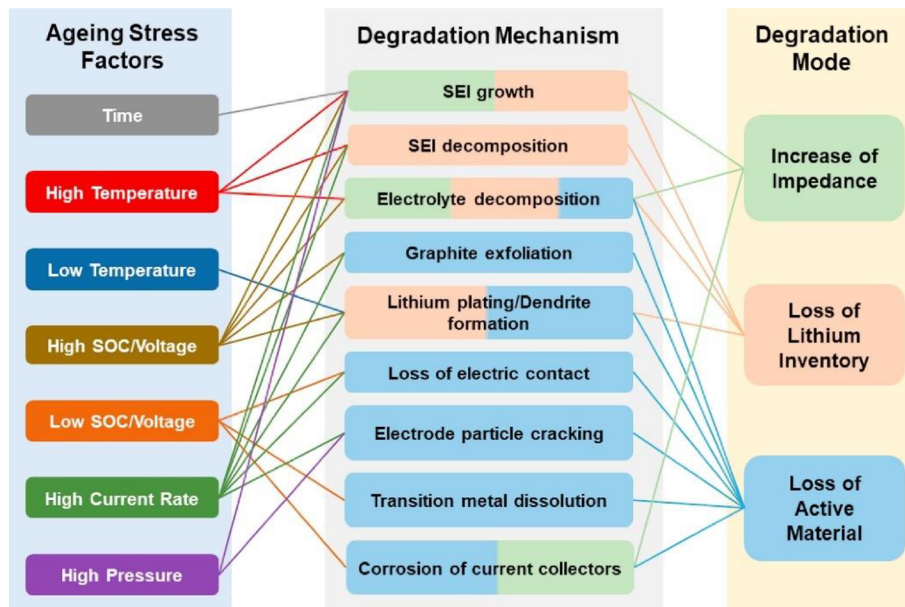 Ageing Stress
Factors
Time
High Temperature
Low Temperature
High SOC/Voltage
Low SOC/Voltage
High Current Rate
High Pressure
Degradation Mechanism
SEI growth
SEI decomposition
Electrolyte decomposition
Graphite exfoliation
Lithium plating/Dendrite
formation
Loss of electric contact
Electrode particle cracking
Transition metal dissolution
Corrosion of current collectors
Degradation
Mode
Increase of
Impedance
Loss of
Lithium
Inventory
Loss of
Active
Material